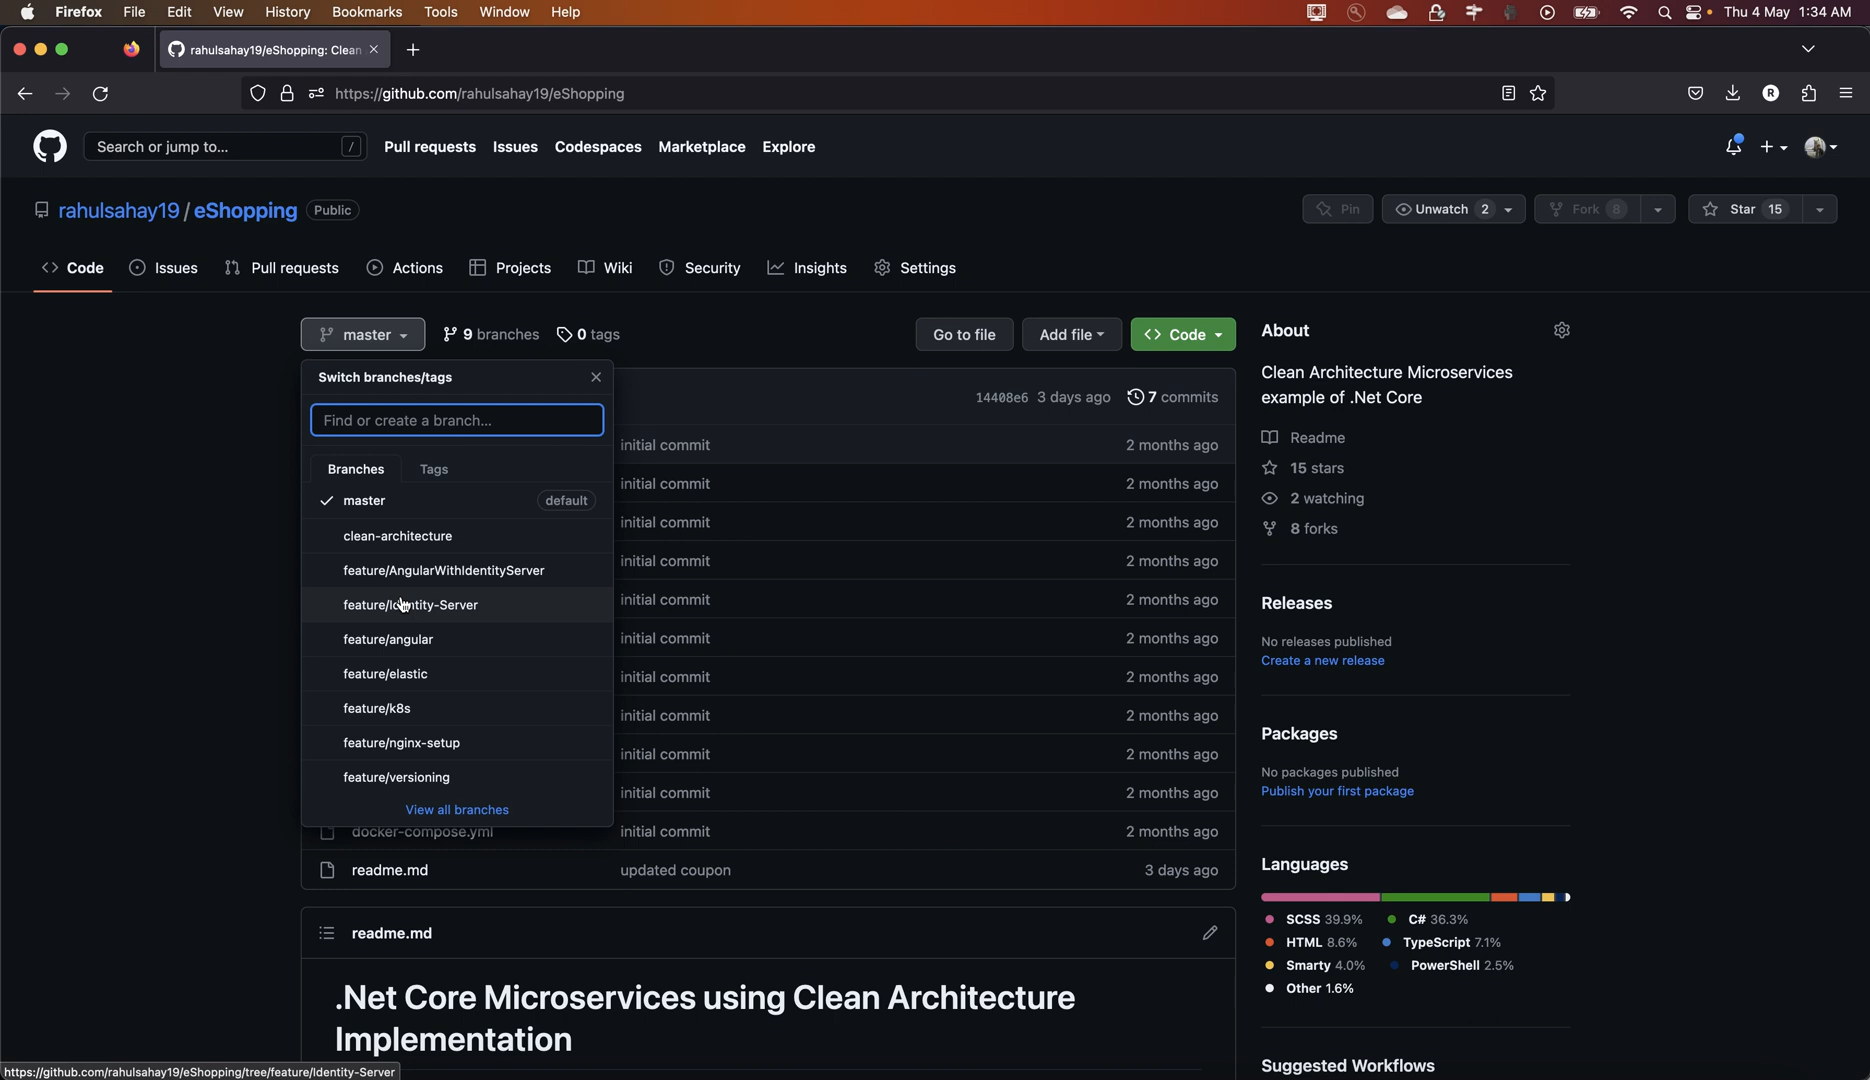 Firefox File Edit View History Bookmarks Tools Window Help Thu 4 May 1:34 AM
rahulsahay19/eShopping: Clean
https://github.com/rahulsahay19/eShopping
Search or jump to... / Pull requests Issues Codespaces Marketplace Explore
rahulsahay19 / eShopping Public Pin Unwatch 2 Fork 8 Star 15
Code Issues Pull requests Actions Projects Wiki Security Insights Settings
master 9 branches 0 tags Go to file Add file Code
Switch branches/tags
Find or create a branch...
Branches Tags
master default
clean-architecture
feature/AngularWithIdentityServer
feature/Identity-Server
feature/angular
feature/elastic
feature/k8s
feature/nginx-setup
feature/versioning
View all branches
14408e6 3 days ago 7 commits
initial commit 2 months ago
initial commit 2 months ago
initial commit 2 months ago
initial commit 2 months ago
initial commit 2 months ago
initial commit 2 months ago
initial commit 2 months ago
initial commit 2 months ago
initial commit 2 months ago
initial commit 2 months ago
docker-compose.yml initial commit 2 months ago
readme.md updated coupon 3 days ago
readme.md
.Net Core Microservices using Clean Architecture
Implementation
About
Clean Architecture Microservices
example of .Net Core
Readme
15 stars
2 watching
8 forks
Releases
No releases published
Create a new release
Packages
No packages published
Publish your first package
Languages
SCSS 39.9% C# 36.3%
HTML 8.6% TypeScript 7.1%
Smarty 4.0% PowerShell 2.5%
Other 1.6%
Suggested Workflows
https://github.com/rahulsahay19/eShopping/tree/feature/Identity-Server